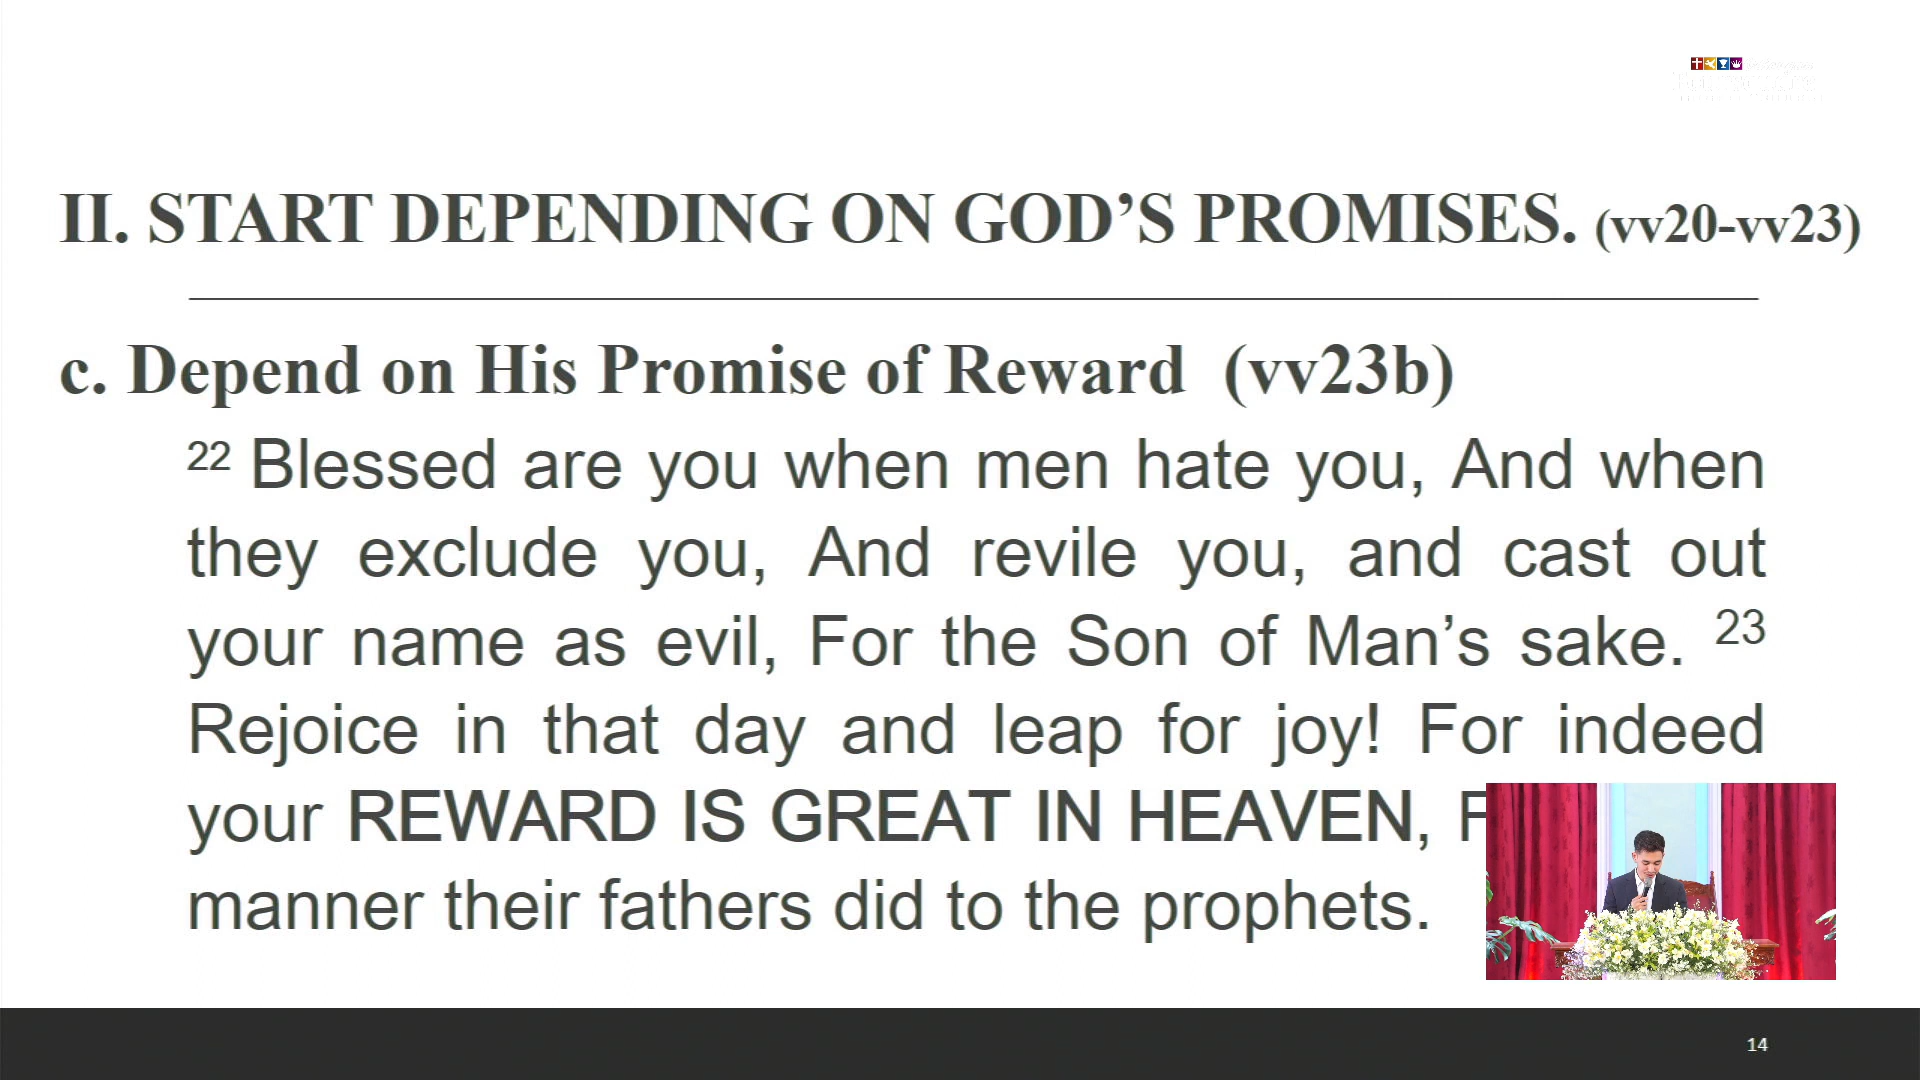 II. START DEPENDING ON GOD’S PROMISES. (vv20-vv23)
c. Depend on His Promise of Reward (vv23b)
22 Blessed are you when men hate you, And when
they exclude you, And revile you, and cast out
your name as evil, For the Son of Man’s sake. 23
Rejoice in that day and leap for joy! For indeed
your REWARD IS GREAT IN HEAVEN,
manner their fathers did to the prophets.
14